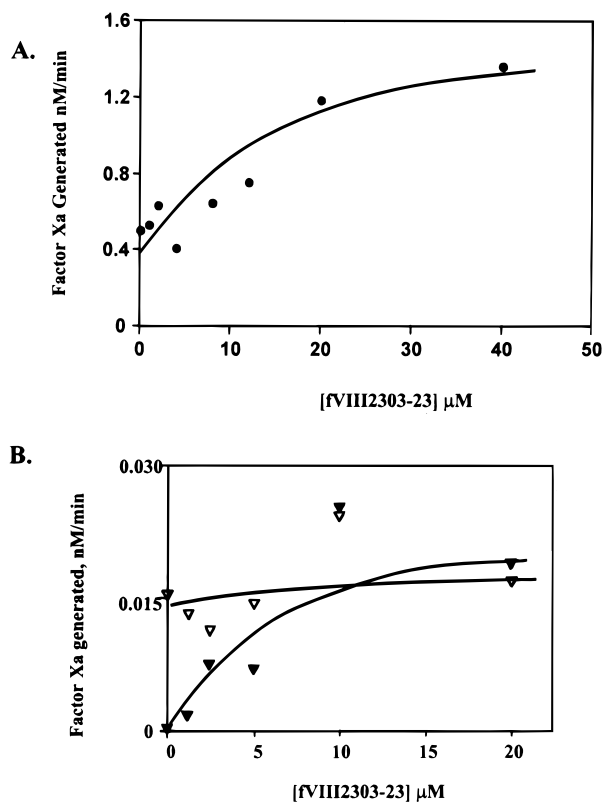 A.
Factor Xa Generated nM/min
1.6
1.2
0.8
0.4
0
0 10 20 30 40 50
[fVIII2303-23] μM
B.
Factor Xa generated, nM/min
0.030
0.015
0
0 5 10 15 20
[fVIII2303-23] μM